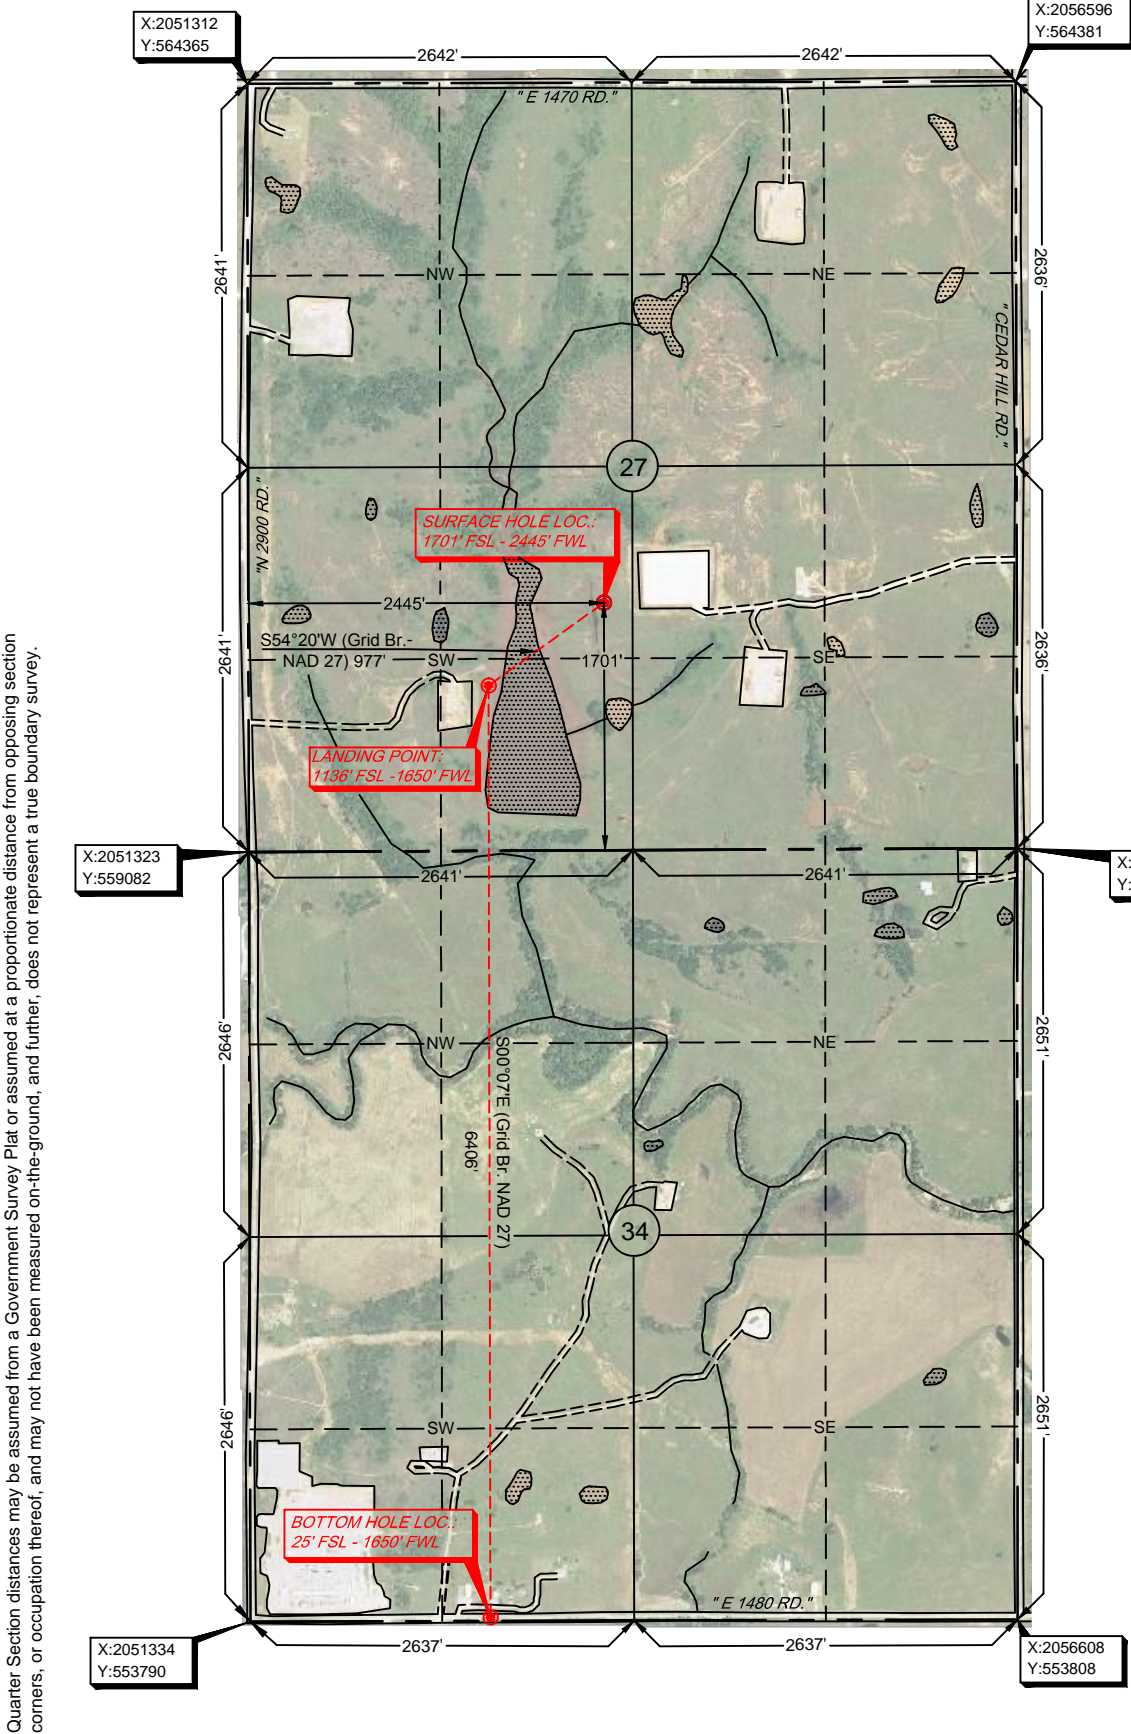 X:2051312
Y:564365
X:2056596
Y:564381
2642'
2642'
" E 1470 RD."
2641'
NW
NE
2636'
" CEDAR HILL RD."
27
"N 2900 RD."
SURFACE HOLE LOC.:
1701' FSL - 2445' FWL
2445'
2641'
S54°20'W (Grid Br.-
NAD 27) 977'
SW
1701'
SE
2636'
LANDING POINT:
1136' FSL -1650' FWL
X:2051323
Y:559082
X:
Y:
2641'
2641'
2646'
NW
NE
2651'
S00°07'E (Grid Br. NAD 27)
6406'
34
2646'
SW
SE
2651'
BOTTOM HOLE LOC.:
25' FSL - 1650' FWL
" E 1480 RD."
2637'
2637'
X:2051334
Y:553790
X:2056608
Y:553808
Quarter Section distances may be assumed from a Government Survey Plat or assumed at a proportionate distance from opposing section
corners, or occupation thereof, and may not have been measured on-the-ground, and further, does not represent a true boundary survey.